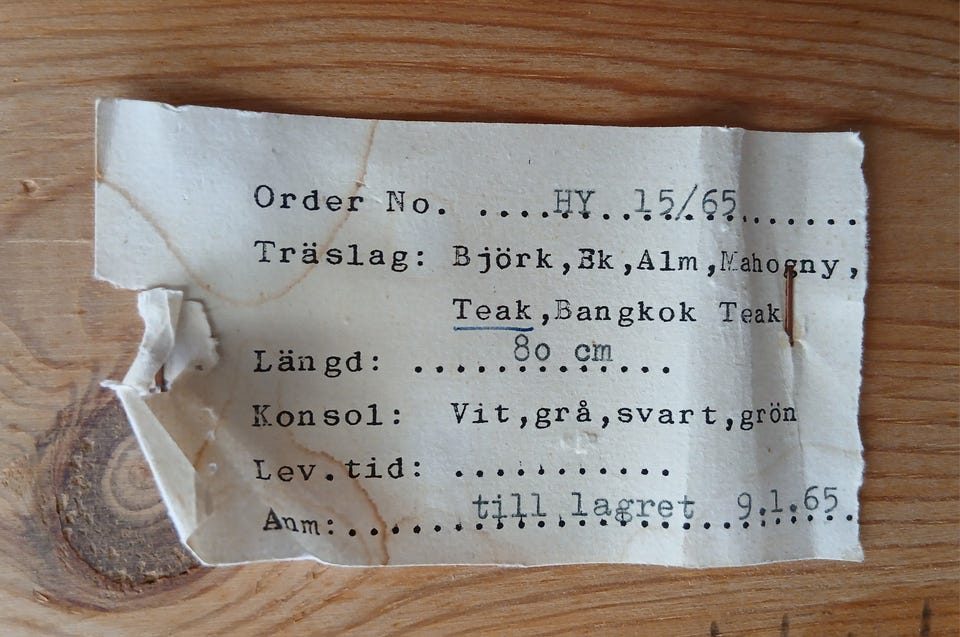 Order No. ....HY..15/65.......
Träslag: Björk,Ek,Alm,Mahogny,
Teak,Bangkok Teak
Längd: ....80 cm....
Konsol: Vit,grå,svart,grön
Lev.tid: ...........
Anm:.......till lagret 9.1.65.